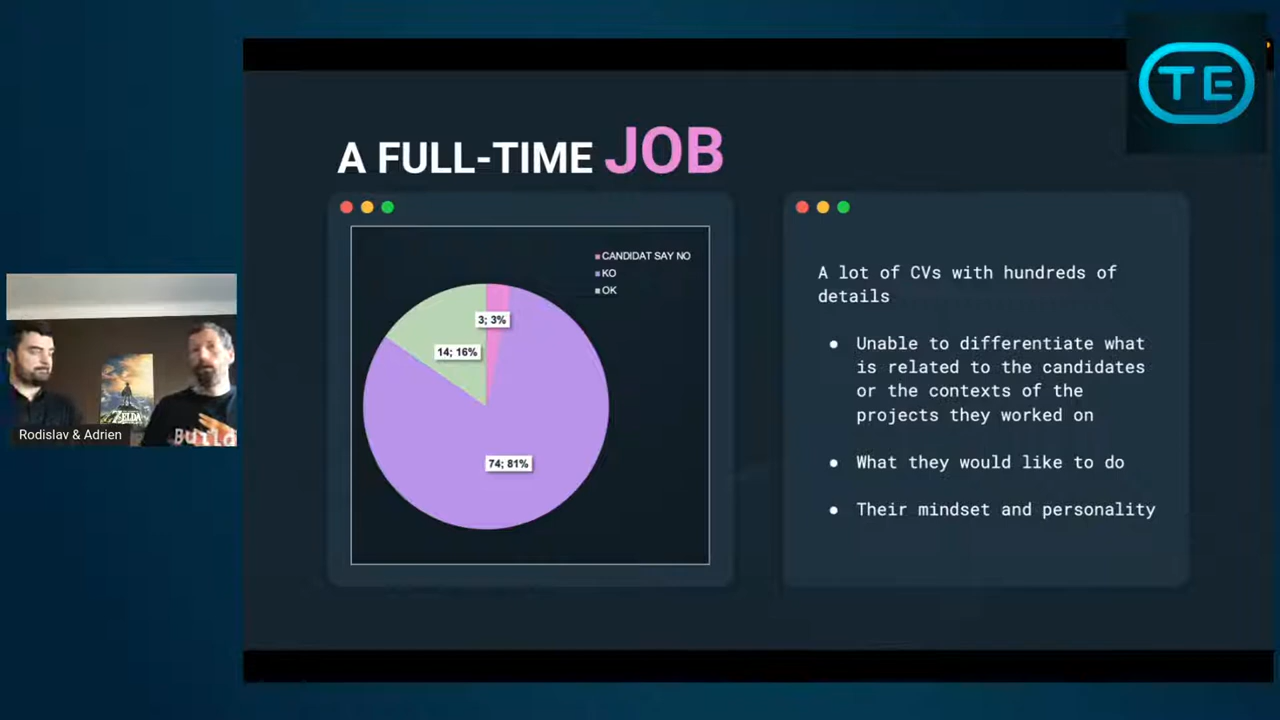 TE
A FULL-TIME JOB
CANDIDAT SAY NO
KO
OK
3; 3%
14; 16%
74; 81%
A lot of CVs with hundreds of
details
● Unable to differentiate what
is related to the candidates
or the contexts of the
projects they worked on
● What they would like to do
● Their mindset and personality
ZELDA
Build
Rodislav & Adrien